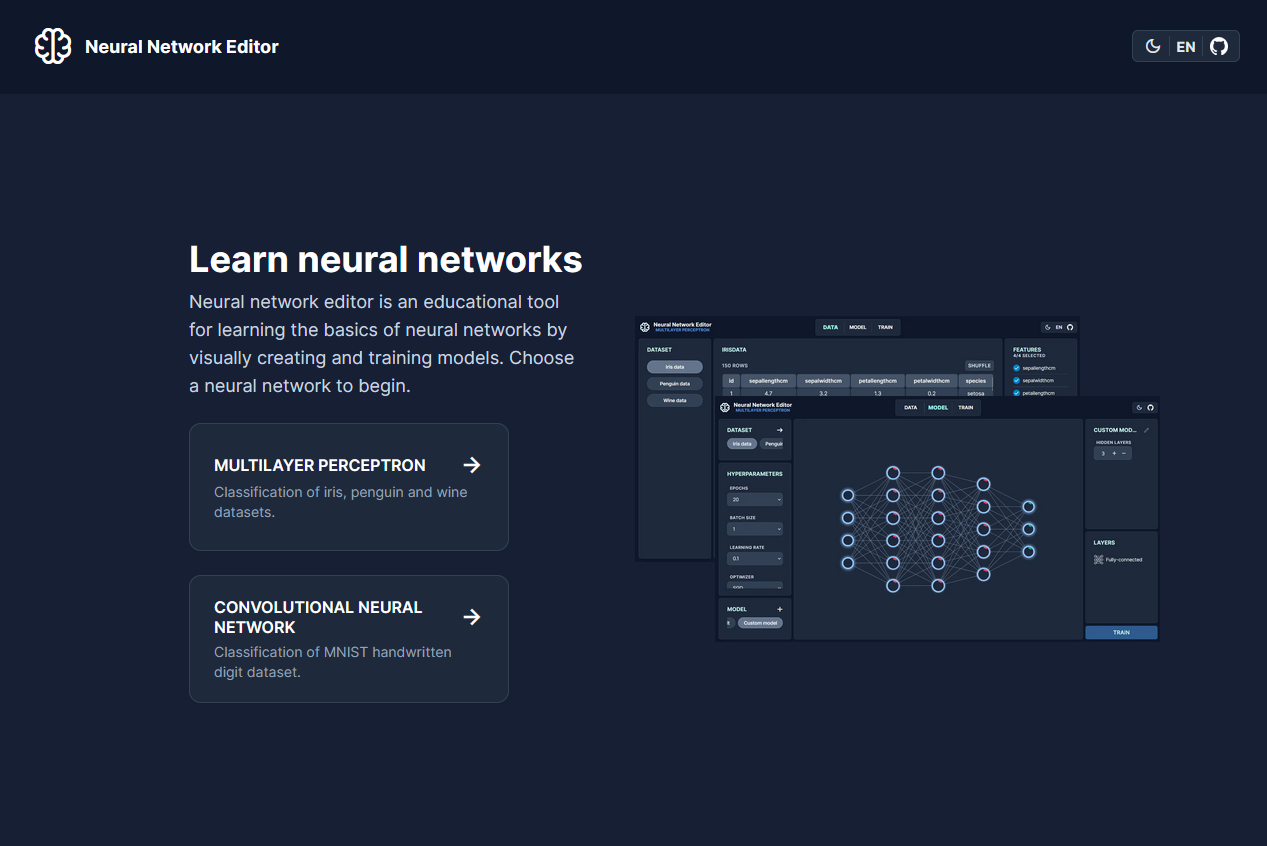 Neural Network Editor
EN
Learn neural networks
Neural network editor is an educational tool
for learning the basics of neural networks by
visually creating and training models. Choose
a neural network to begin.
MULTILAYER PERCEPTRON
Classification of iris, penguin and wine
datasets.
CONVOLUTIONAL NEURAL
NETWORK
Classification of MNIST handwritten
digit dataset.
Neural Network Editor
MULTILAYER PERCEPTRON
DATA MODEL TRAIN
EN
DATASET
Iris data
Penguin data
Wine data
IRISDATA
150 ROWS
SHUFFLE
Id sepallengthcm sepalwidthcm petallengthcm petalwidthcm species
1 4.7 3.2 1.3 0.2 setosa
FEATURES
4/4 SELECTED
sepallengthcm
sepalwidthcm
petallengthcm
Neural Network Editor
MULTILAYER PERCEPTRON
DATA MODEL TRAIN
DATASET
Iris data Penguin
HYPERPARAMETERS
EPOCHS
20
BATCH SIZE
1
LEARNING RATE
0.1
OPTIMIZER
SGD
MODEL
Custom model
CUSTOM MOD...
HIDDEN LAYERS
3 + −
LAYERS
Fully-connected
TRAIN